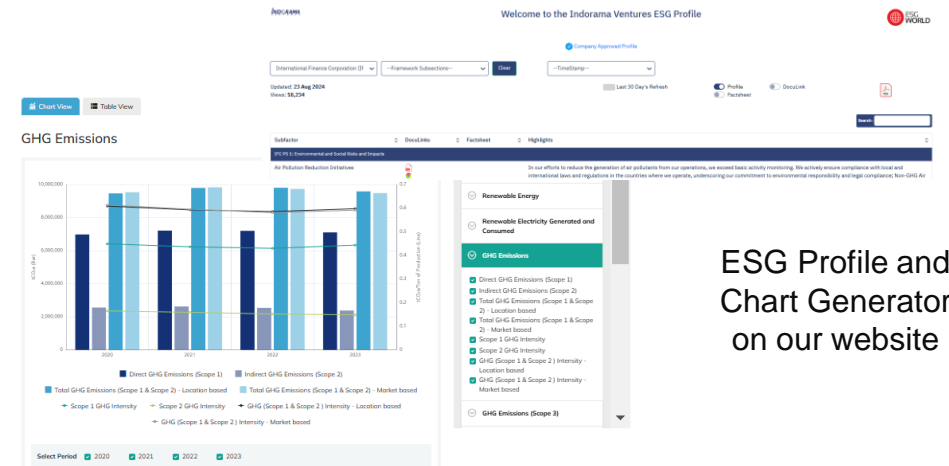 INDORAMA
Welcome to the Indorama Ventures ESG Profile
ESG
WORLD
Company Approved Profile
International Finance Corporation (IF
--Framework Subsections--
Clear
--TimeStamp--
Updated: 23 Aug 2024
Views: 58,234
Last 30 Day's Refresh
Profile
Factsheet
DocuLink
Search:
Subfactor
DocuLinks
Factsheet
Highlights
IFC PS 1: Environmental and Social Risks and Impacts
Air Pollution Reduction Initiatives
In our efforts to reduce the generation of air pollutants from our operations, we exceed basic activity monitoring. We actively ensure compliance with local and
international laws and regulations in the countries where we operate, underscoring our commitment to environmental responsibility and legal compliance; Non-GHG Air
Chart View
Table View
GHG Emissions
10,000,000
8,000,000
6,000,000
4,000,000
2,000,000
0
tCO₂e (Bar)
0.7
0.6
0.5
0.4
0.3
0.2
0.1
0
tCO₂e/Ton of Production (Line)
2020
2021
2022
2023
Direct GHG Emissions (Scope 1)
Indirect GHG Emissions (Scope 2)
Total GHG Emissions (Scope 1 & Scope 2) - Location based
Total GHG Emissions (Scope 1 & Scope 2) - Market based
Scope 1 GHG Intensity
Scope 2 GHG Intensity
GHG (Scope 1 & Scope 2 ) Intensity - Location based
GHG (Scope 1 & Scope 2 ) Intensity - Market based
Select Period
2020
2021
2022
2023
Renewable Energy
Renewable Electricity Generated and
Consumed
GHG Emissions
Direct GHG Emissions (Scope 1)
Indirect GHG Emissions (Scope 2)
Total GHG Emissions (Scope 1 & Scope
2) - Location based
Total GHG Emissions (Scope 1 & Scope
2) - Market based
Scope 1 GHG Intensity
Scope 2 GHG Intensity
GHG (Scope 1 & Scope 2 ) Intensity -
Location based
GHG (Scope 1 & Scope 2 ) Intensity -
Market based
GHG Emissions (Scope 3)
ESG Profile and
Chart Generator
on our website